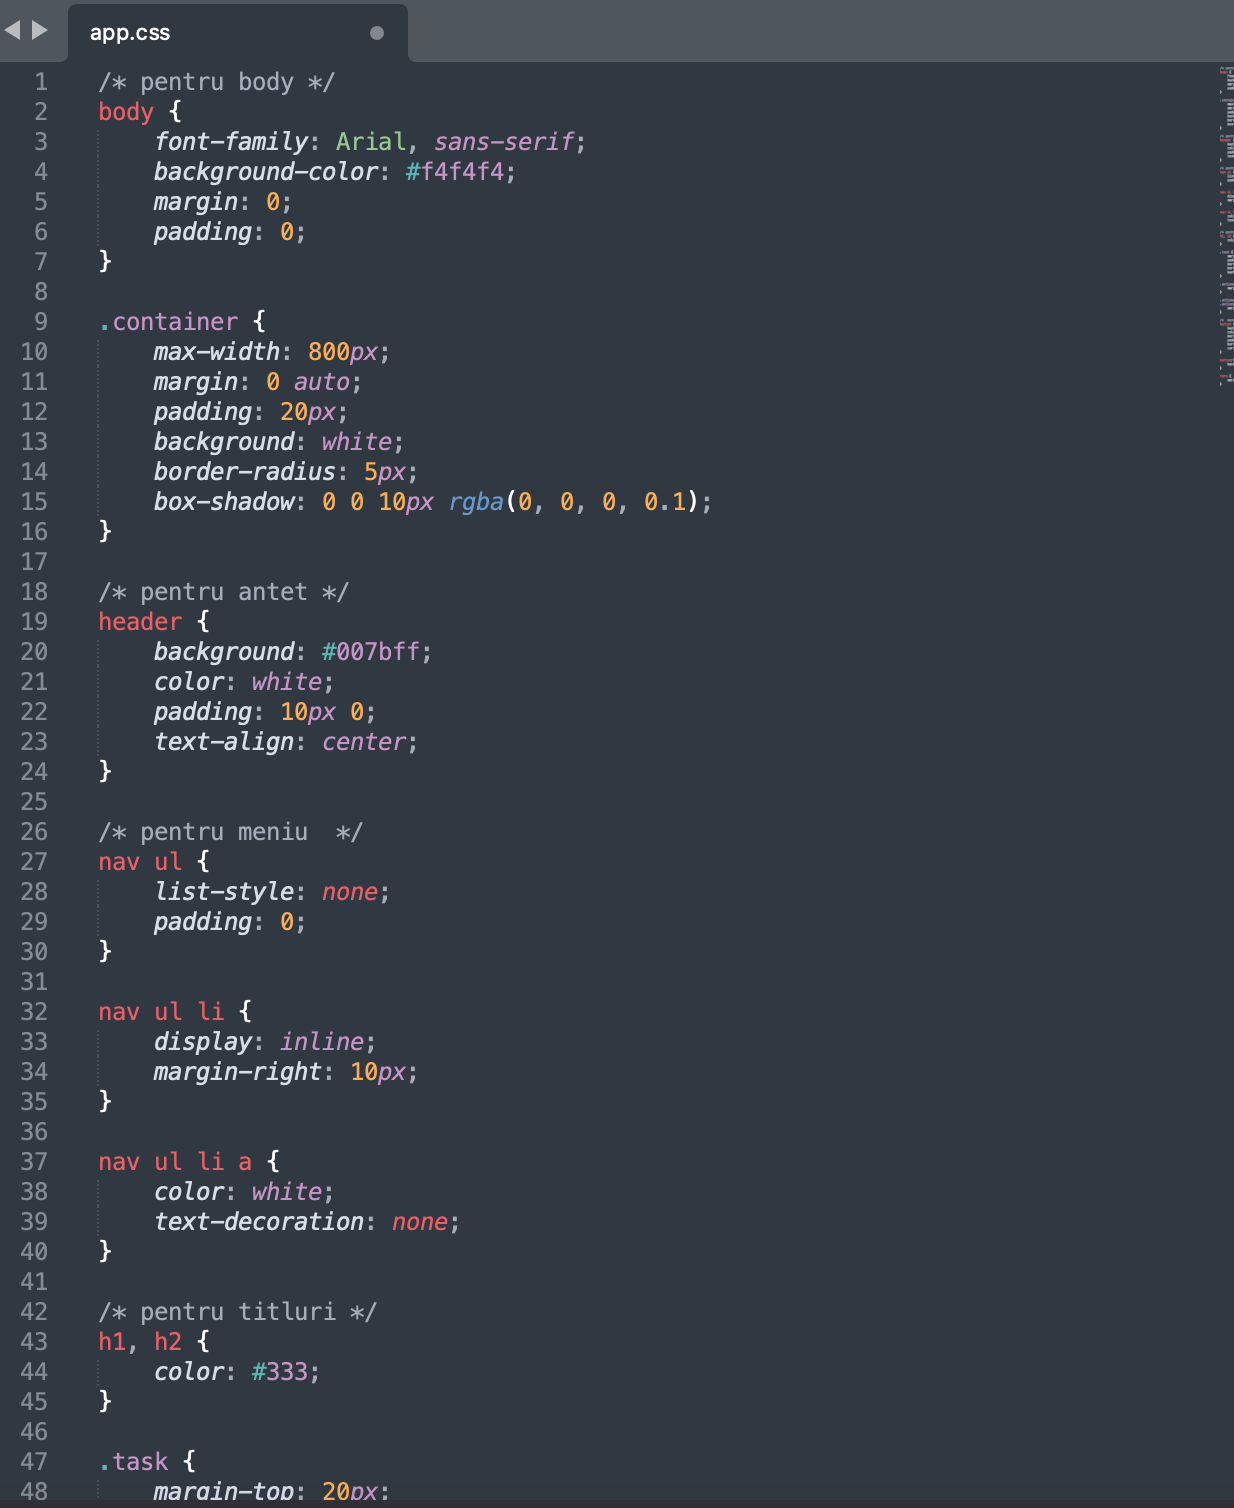 app.css
1 /* pentru body */
2 body {
3 font-family: Arial, sans-serif;
4 background-color: #f4f4f4;
5 margin: 0;
6 padding: 0;
7 }
8
9 .container {
10 max-width: 800px;
11 margin: 0 auto;
12 padding: 20px;
13 background: white;
14 border-radius: 5px;
15 box-shadow: 0 0 10px rgba(0, 0, 0, 0.1);
16 }
17
18 /* pentru antet */
19 header {
20 background: #007bff;
21 color: white;
22 padding: 10px 0;
23 text-align: center;
24 }
25
26 /* pentru meniu  */
27 nav ul {
28 list-style: none;
29 padding: 0;
30 }
31
32 nav ul li {
33 display: inline;
34 margin-right: 10px;
35 }
36
37 nav ul li a {
38 color: white;
39 text-decoration: none;
40 }
41
42 /* pentru titluri */
43 h1, h2 {
44 color: #333;
45 }
46
47 .task {
48 margin-top: 20px;